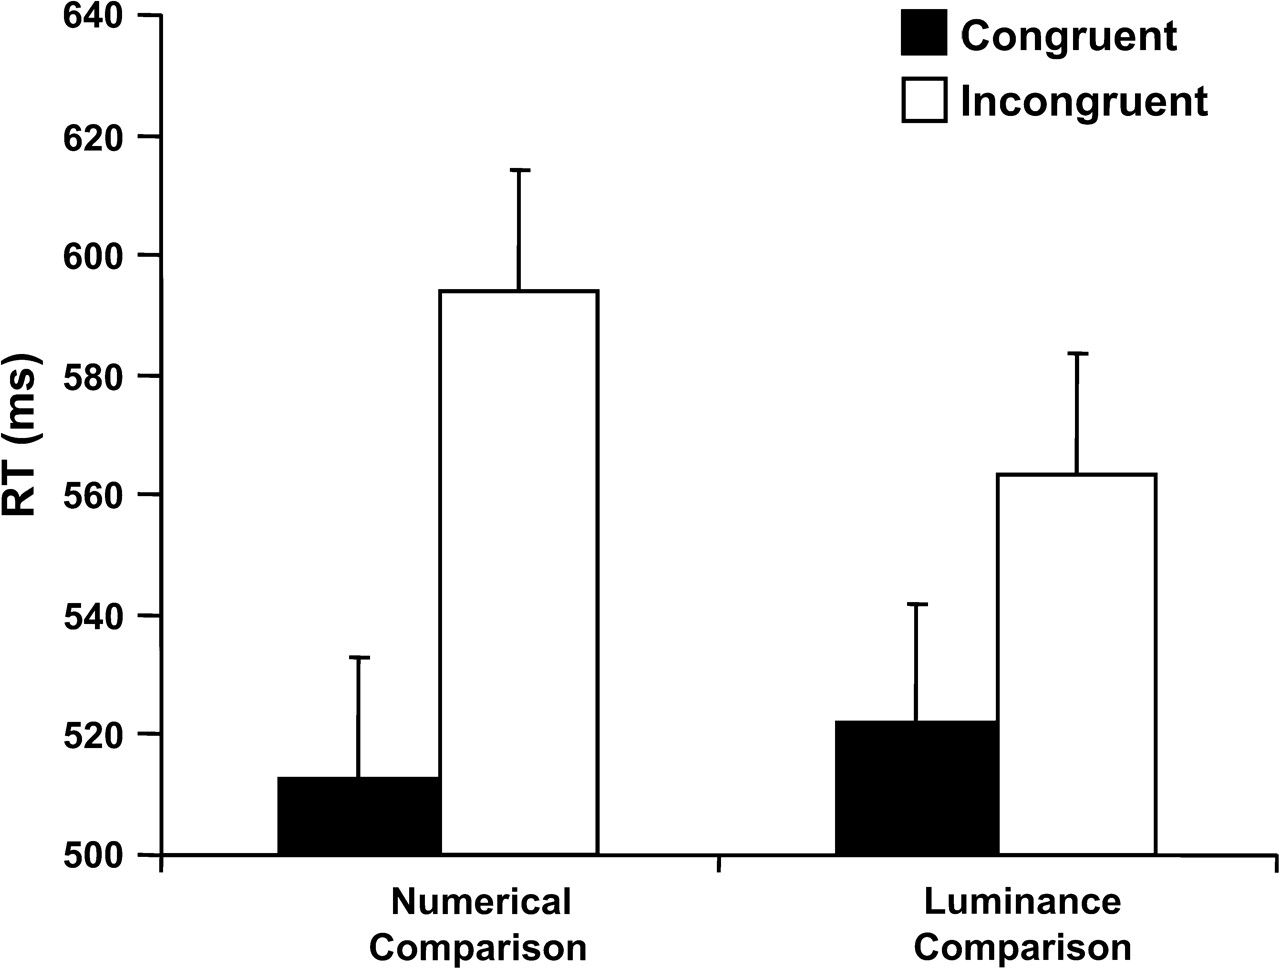 640
620
600
580
560
540
520
500
RT (ms)
Congruent
Incongruent
Numerical
Comparison
Luminance
Comparison